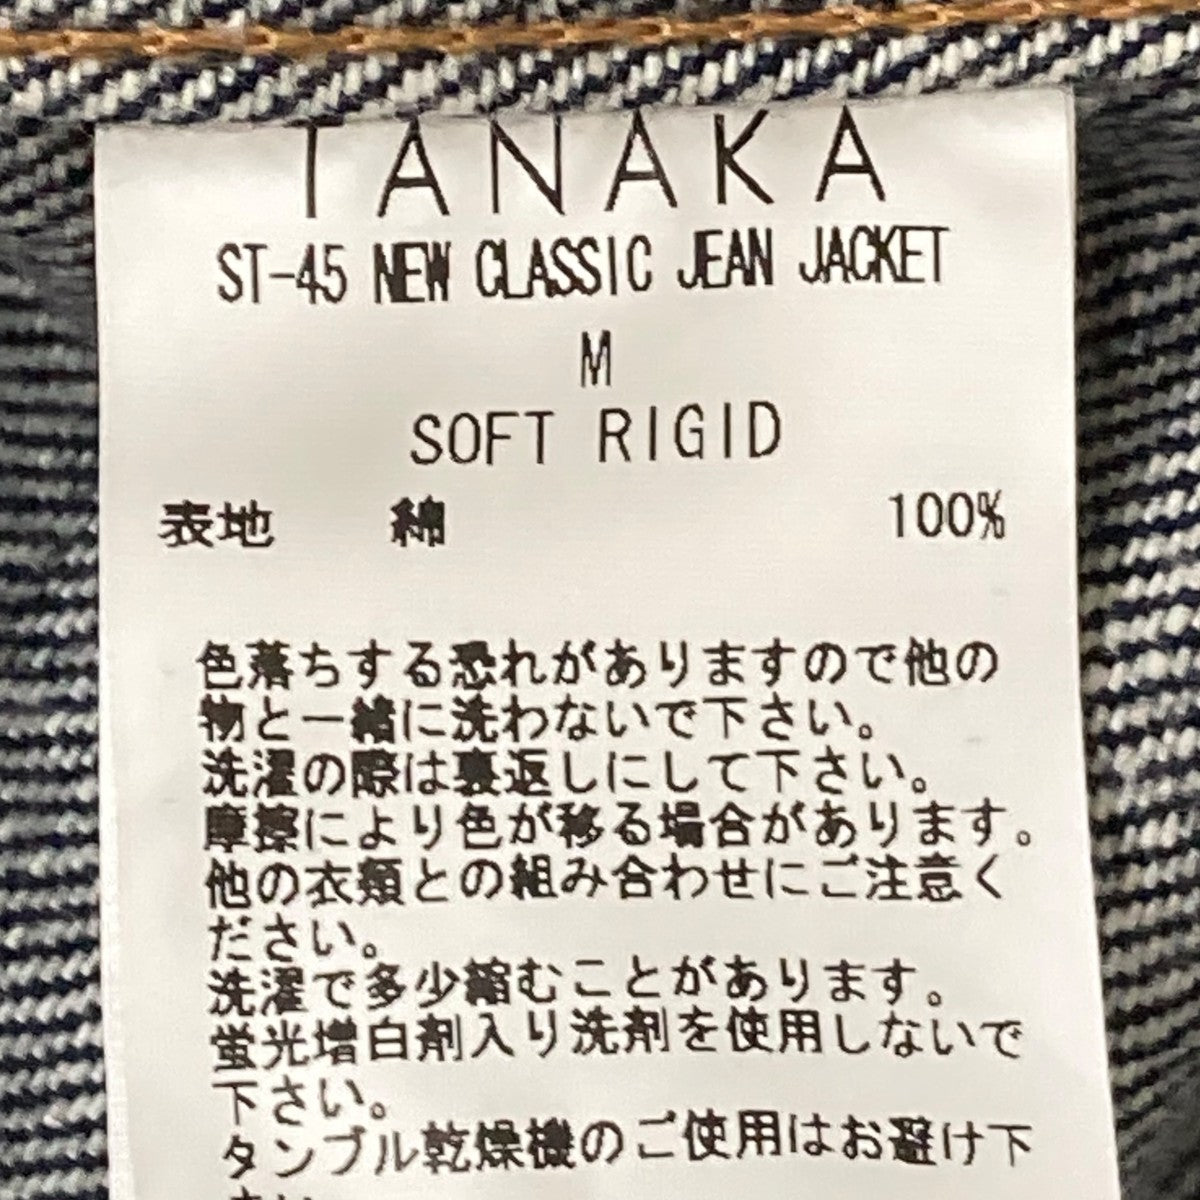 TANAKA
ST-45 NEW CLASSIC JEAN JACKET
M
SOFT RIGID
表地 綿 100%
色落ちする恐れがありますので他の
物と一緒に洗わないで下さい。
洗濯の際は裏返しにして下さい。
摩擦により色が移る場合があります。
他の衣類との組み合わせにご注意く
ださい。
洗濯で多少縮むことがあります。
蛍光増白剤入り洗剤を使用しないで
下さい。
タンブル乾燥機のご使用はお避け下